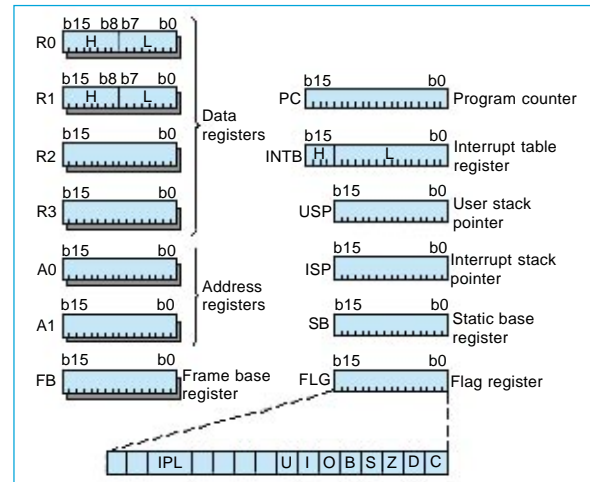 b15 b8 b7 b0
R0 H L
b15 b8 b7 b0
R1 H L
b15 b0
R2
b15 b0
R3
Data
registers
b15 b0
A0
b15 b0
A1
Address
registers
b15 b0
FB
Frame base
register
b15 b0
PC Program counter
b15 b0
INTB H L
Interrupt table
register
b15 b0
USP
User stack
pointer
b15 b0
ISP
Interrupt stack
pointer
b15 b0
SB
Static base
register
b15 b0
FLG Flag register
IPL U I O B S Z D C